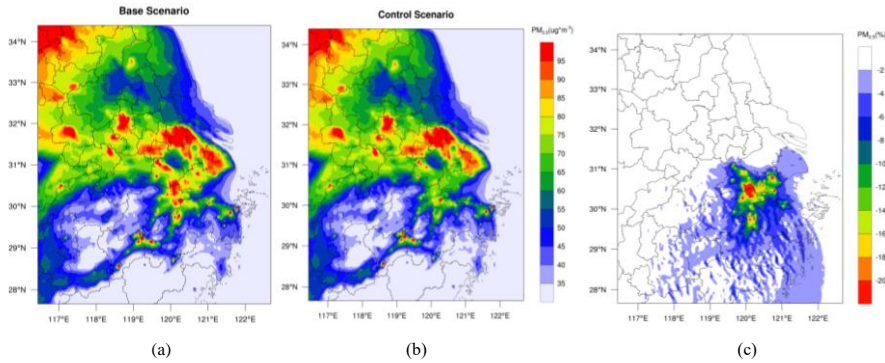 Base Scenario
34°N
33°N
32°N
31°N
30°N
29°N
28°N
117°E 118°E 119°E 120°E 121°E 122°E
(a)
Control Scenario
34°N
33°N
32°N
31°N
30°N
29°N
28°N
117°E 118°E 119°E 120°E 121°E 122°E
(b)
PM2.5(ug*m-3)
95
90
85
80
75
70
65
60
55
50
45
40
35
34°N
33°N
32°N
31°N
30°N
29°N
28°N
117°E 118°E 119°E 120°E 121°E 122°E
(c)
PM2.5(%)
-2
-4
-6
-8
-10
-12
-14
-16
-18
-20